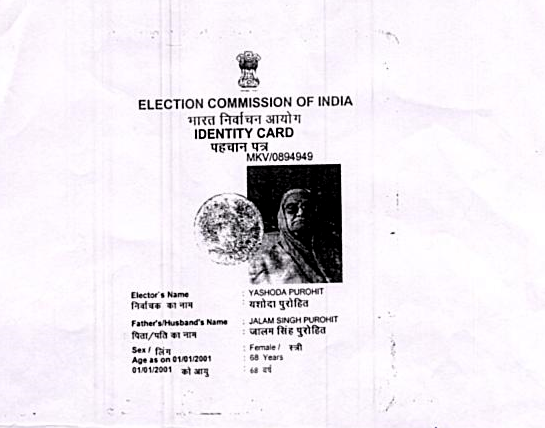 ELECTION COMMISSION OF INDIA
भारत निर्वाचन आयोग
IDENTITY CARD
पहचान पत्र
MKV/0894949
Elector's Name : YASHODA PUROHIT
निर्वाचक का नाम : यशोदा पुरोहित
Father's/Husband's Name : JALAM SINGH PUROHIT
पिता/पति का नाम : जालम सिंह पुरोहित
Sex / लिंग : Female / स्त्री
Age as on 01/01/2001 : 68 Years
01/01/2001 को आयु : 68 वर्ष